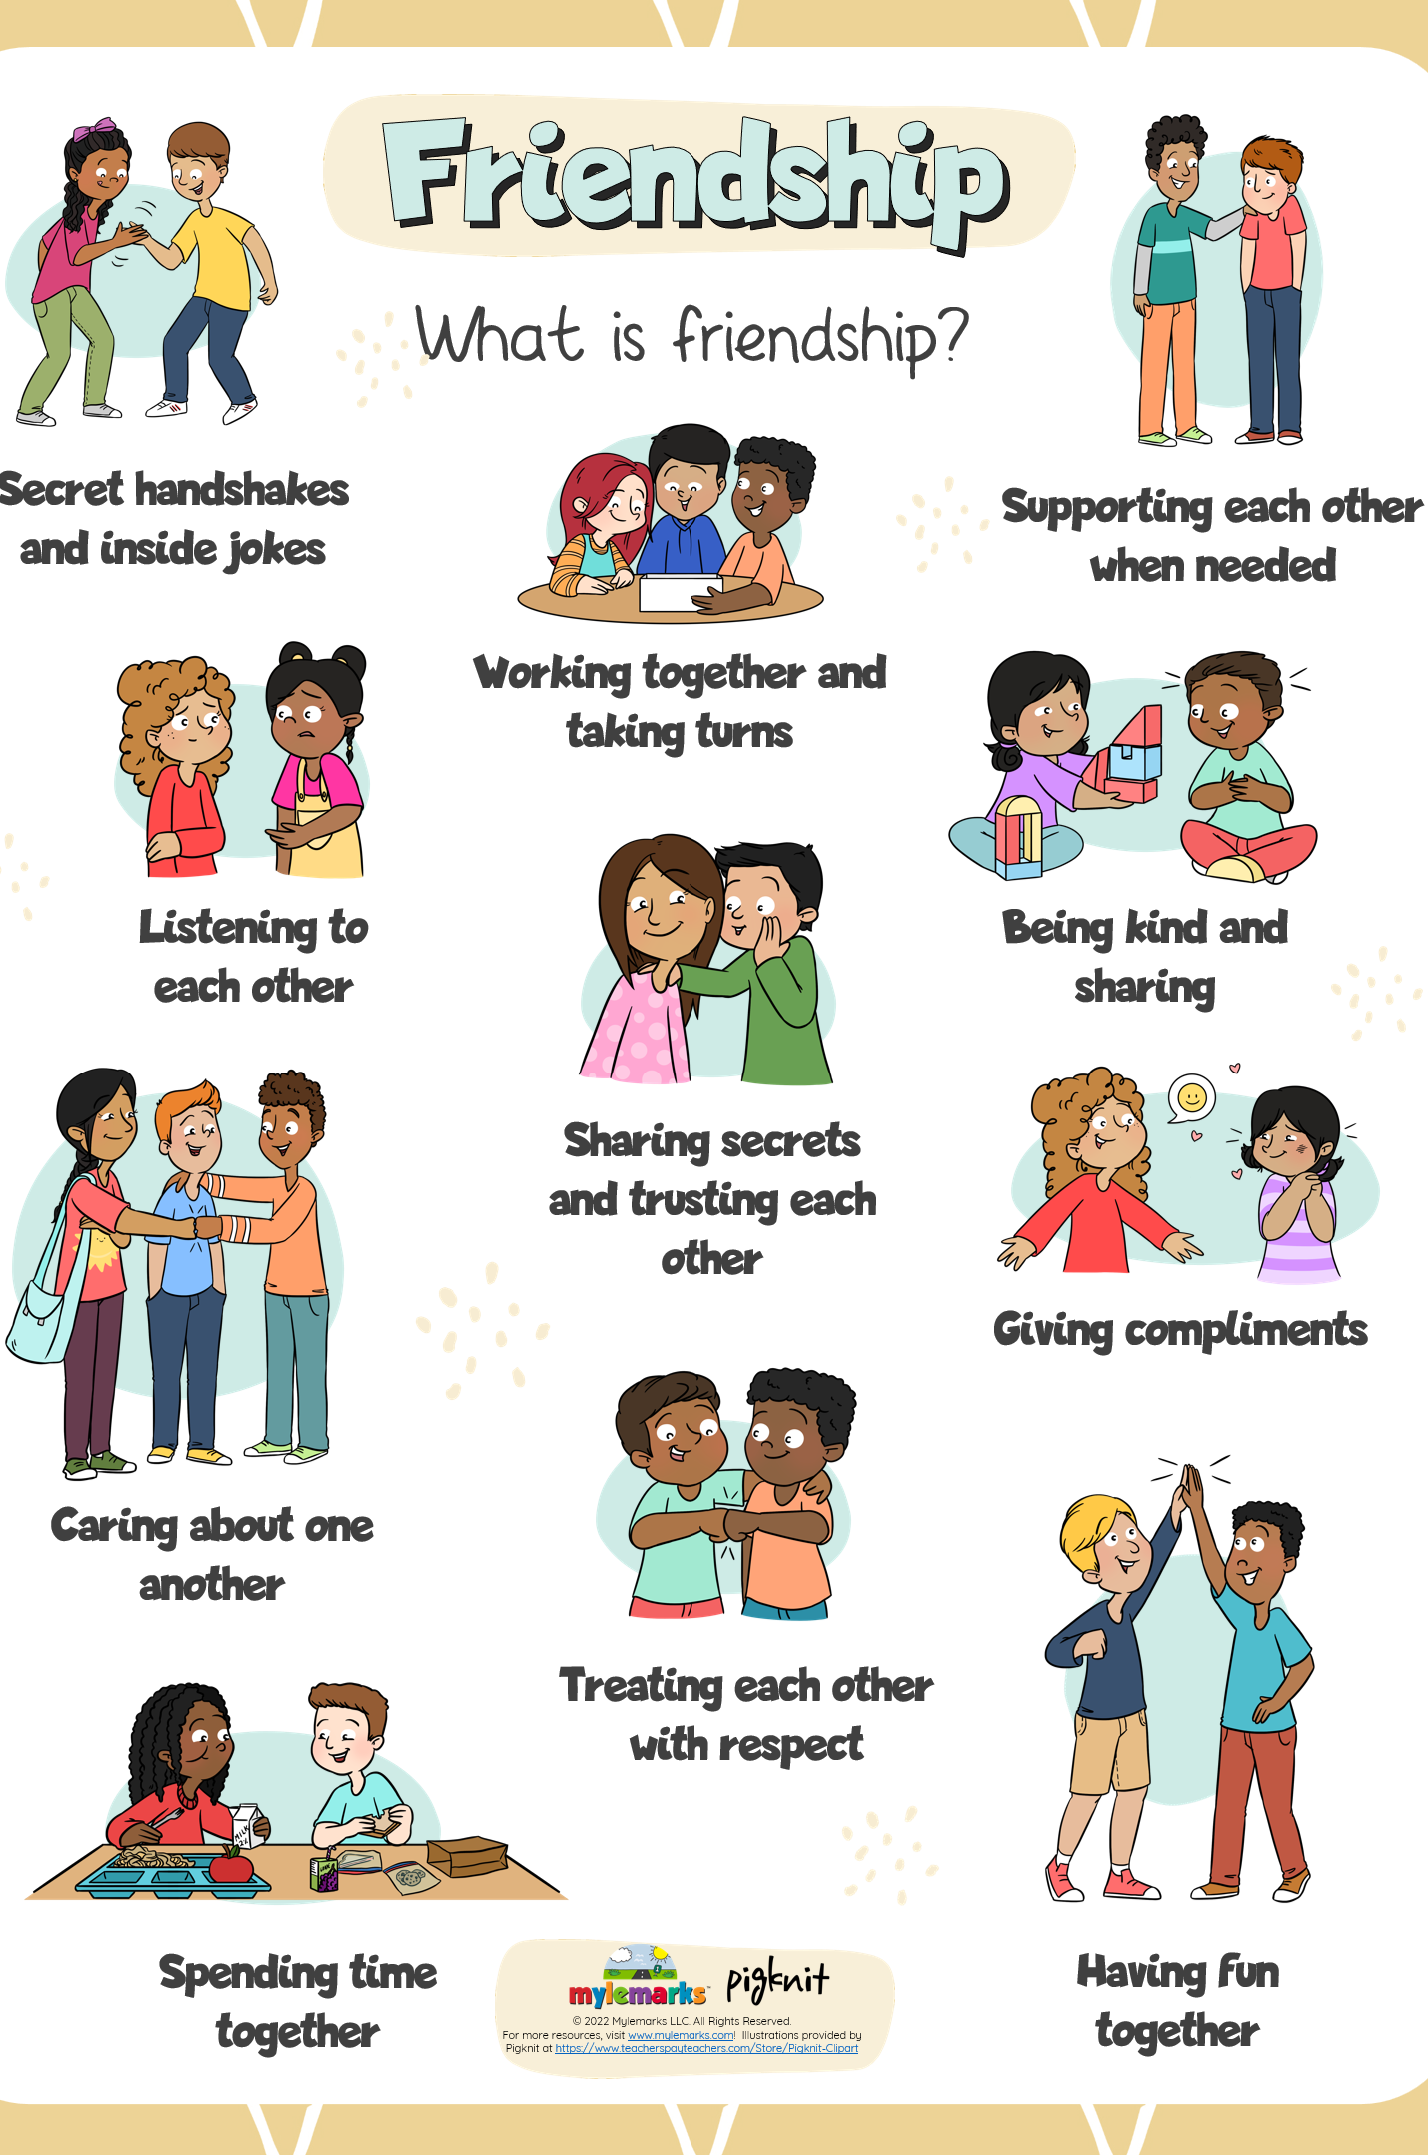 Friendship
What is friendship?
Secret handshakes
and inside jokes
Supporting each other
when needed
Working together and
taking turns
Listening to
each other
Being kind and
sharing
Sharing secrets
and trusting each
other
Giving compliments
Caring about one
another
Treating each other
with respect
MILK
2%
Spending time
together
Having fun
together
mylemarks™
pigknit
© 2022 Mylemarks LLC. All Rights Reserved.
For more resources, visit www.mylemarks.com! Illustrations provided by
Pigknit at https://www.teacherspayteachers.com/Store/Pigknit-Clipart